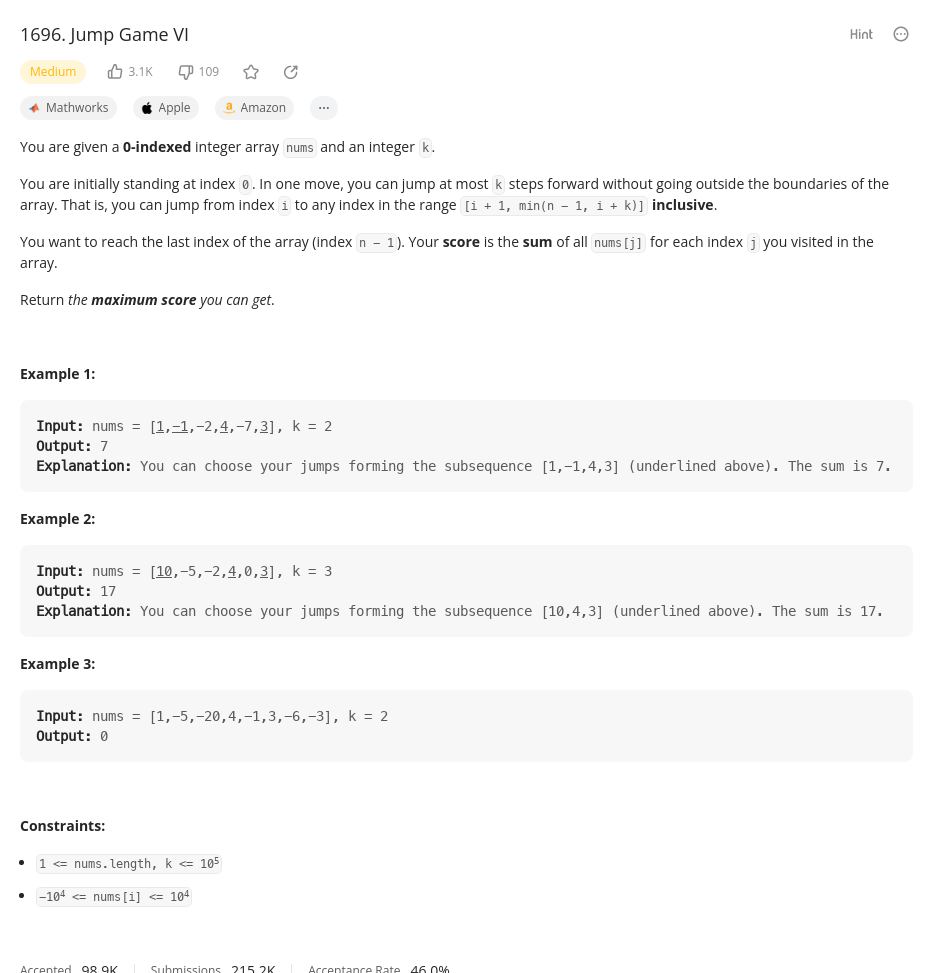 1696. Jump Game VI
Hint
Medium 3.1K 109
Mathworks Apple Amazon ...
You are given a 0-indexed integer array nums and an integer k.
You are initially standing at index 0. In one move, you can jump at most k steps forward without going outside the boundaries of the
array. That is, you can jump from index i to any index in the range [i + 1, min(n − 1, i + k)] inclusive.
You want to reach the last index of the array (index n − 1). Your score is the sum of all nums[j] for each index j you visited in the
array.
Return the maximum score you can get.
Example 1:
Input: nums = [1,−1,−2,4,−7,3], k = 2
Output: 7
Explanation: You can choose your jumps forming the subsequence [1,−1,4,3] (underlined above). The sum is 7.
Example 2:
Input: nums = [10,−5,−2,4,0,3], k = 3
Output: 17
Explanation: You can choose your jumps forming the subsequence [10,4,3] (underlined above). The sum is 17.
Example 3:
Input: nums = [1,−5,−20,4,−1,3,−6,−3], k = 2
Output: 0
Constraints:
1 <= nums.length, k <= 10⁵
−10⁴ <= nums[i] <= 10⁴
Accepted 98.9K Submissions 215.2K Acceptance Rate 46.0%